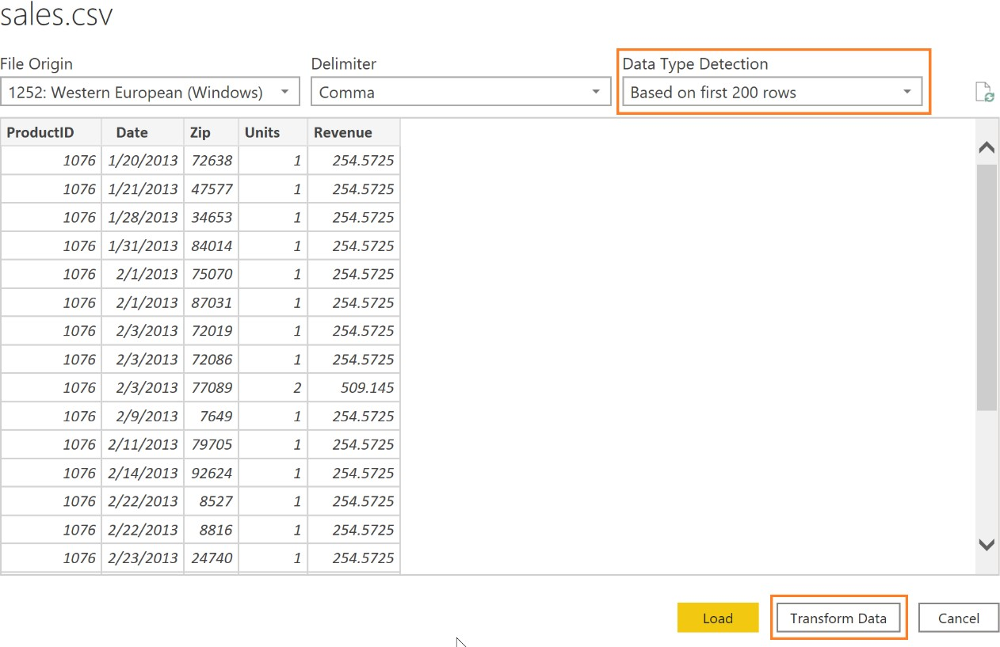 sales.csv
File Origin Delimiter Data Type Detection
1252: Western European (Windows) Comma Based on first 200 rows
ProductID Date Zip Units Revenue
1076 1/20/2013 72638 1 254.5725
1076 1/21/2013 47577 1 254.5725
1076 1/28/2013 34653 1 254.5725
1076 1/31/2013 84014 1 254.5725
1076 2/1/2013 75070 1 254.5725
1076 2/1/2013 87031 1 254.5725
1076 2/3/2013 72019 1 254.5725
1076 2/3/2013 72086 1 254.5725
1076 2/3/2013 77089 2 509.145
1076 2/9/2013 7649 1 254.5725
1076 2/11/2013 79705 1 254.5725
1076 2/14/2013 92624 1 254.5725
1076 2/22/2013 8527 1 254.5725
1076 2/22/2013 8816 1 254.5725
1076 2/23/2013 24740 1 254.5725
Load Transform Data Cancel